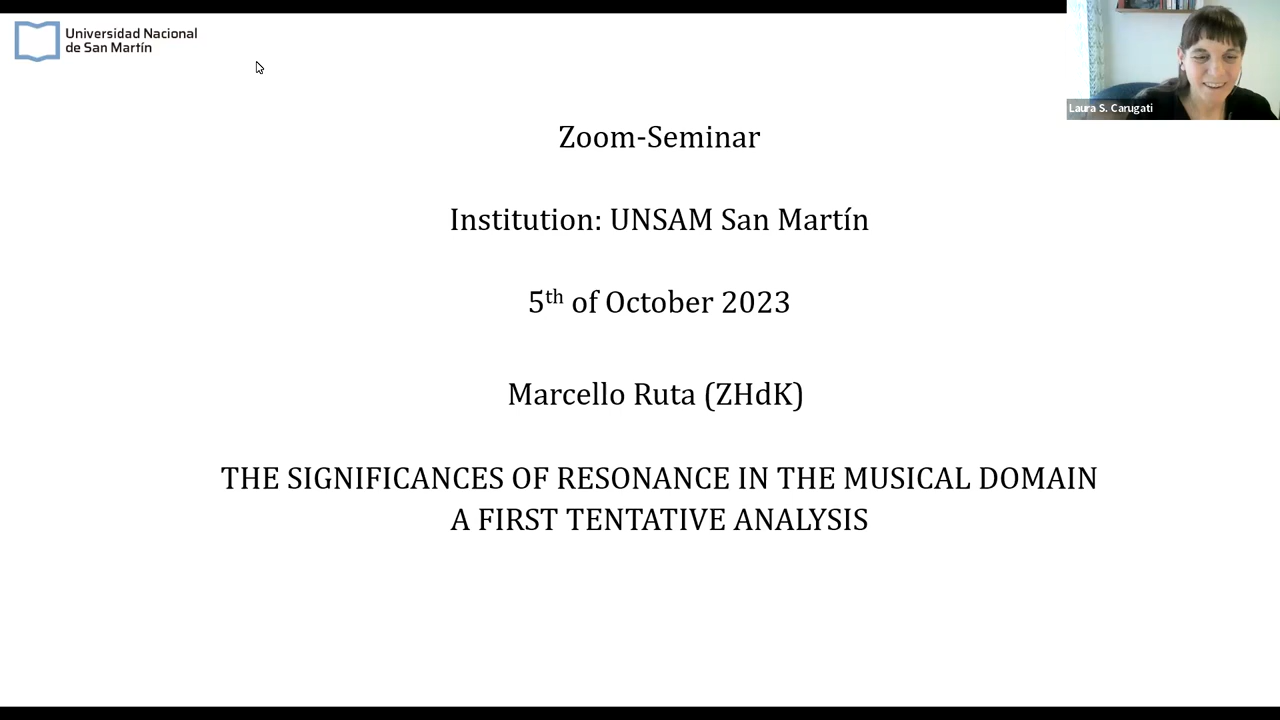 Universidad Nacional
de San Martín
Laura S. Carugati
Zoom-Seminar
Institution: UNSAM San Martín
5th of October 2023
Marcello Ruta (ZHdK)
THE SIGNIFICANCES OF RESONANCE IN THE MUSICAL DOMAIN
A FIRST TENTATIVE ANALYSIS